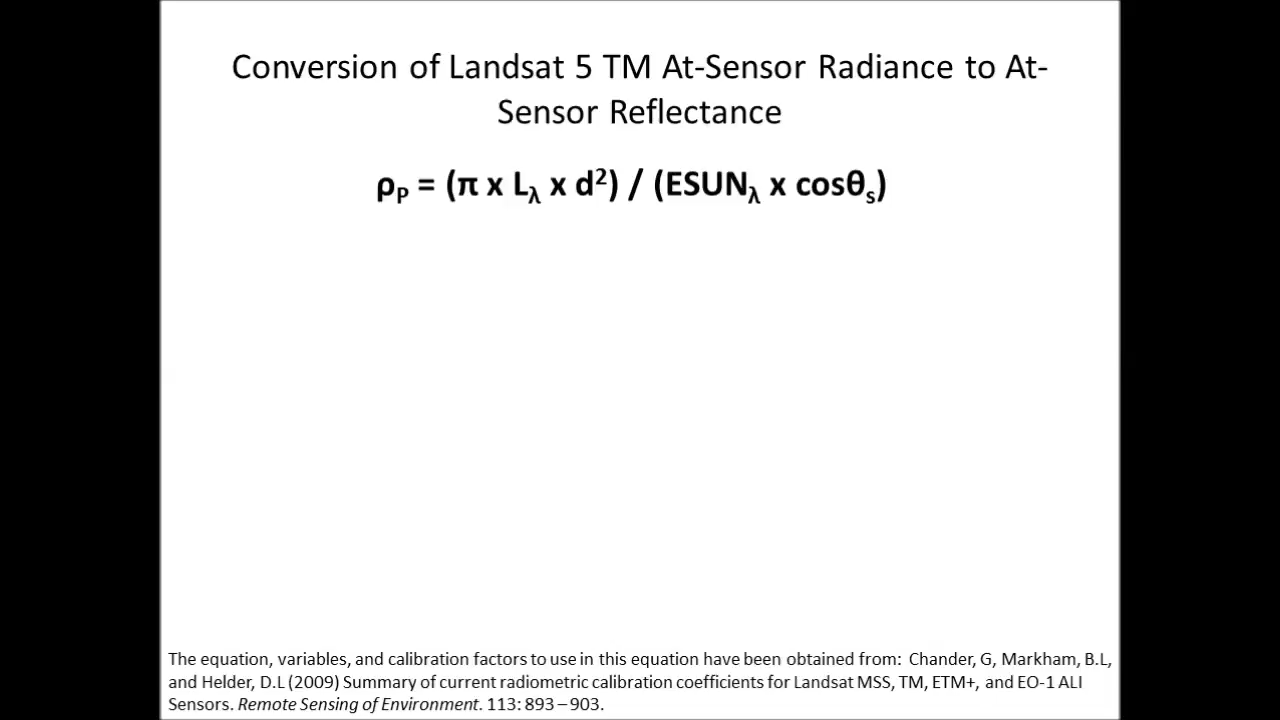 Conversion of Landsat 5 TM At-Sensor Radiance to At-
Sensor Reflectance
ρP = (π x Lλ x d²) / (ESUNλ x cosθs)
The equation, variables, and calibration factors to use in this equation have been obtained from:  Chander, G, Markham, B.L,
and Helder, D.L (2009) Summary of current radiometric calibration coefficients for Landsat MSS, TM, ETM+, and EO-1 ALI
Sensors. Remote Sensing of Environment. 113: 893 – 903.